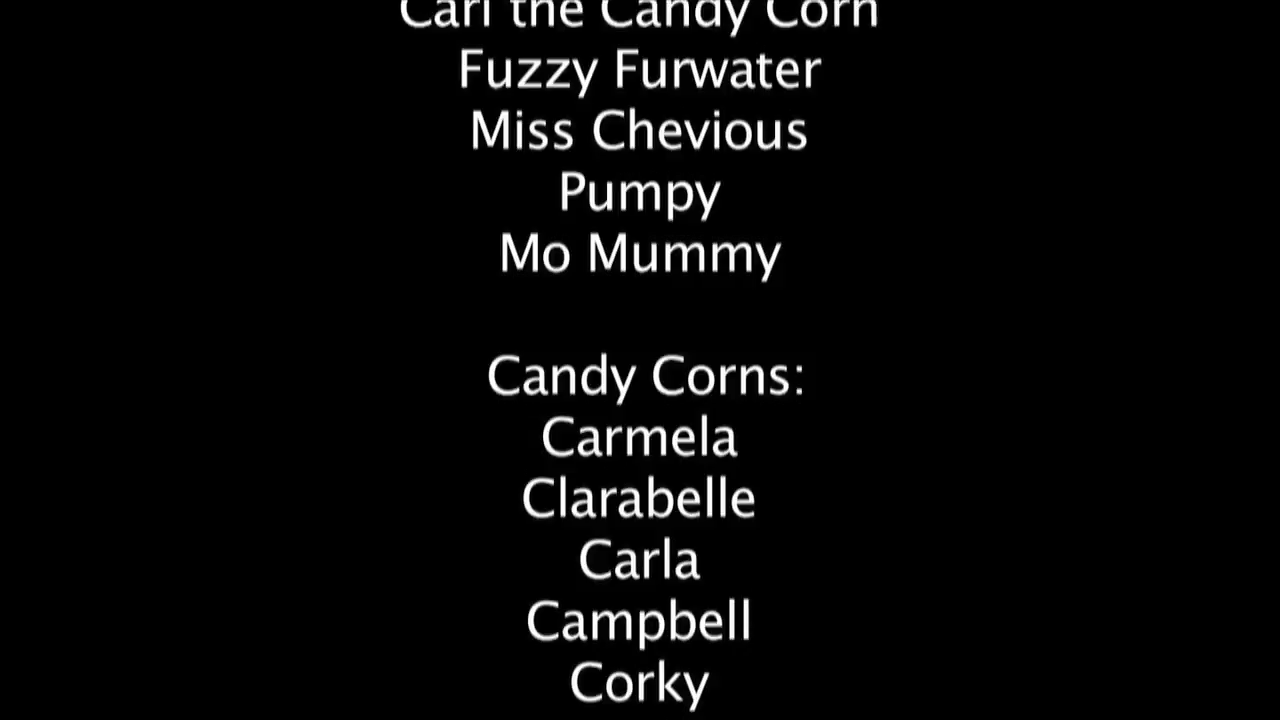 Carl the Candy Corn
Fuzzy Furwater
Miss Chevious
Pumpy
Mo Mummy
Candy Corns:
Carmela
Clarabelle
Carla
Campbell
Corky